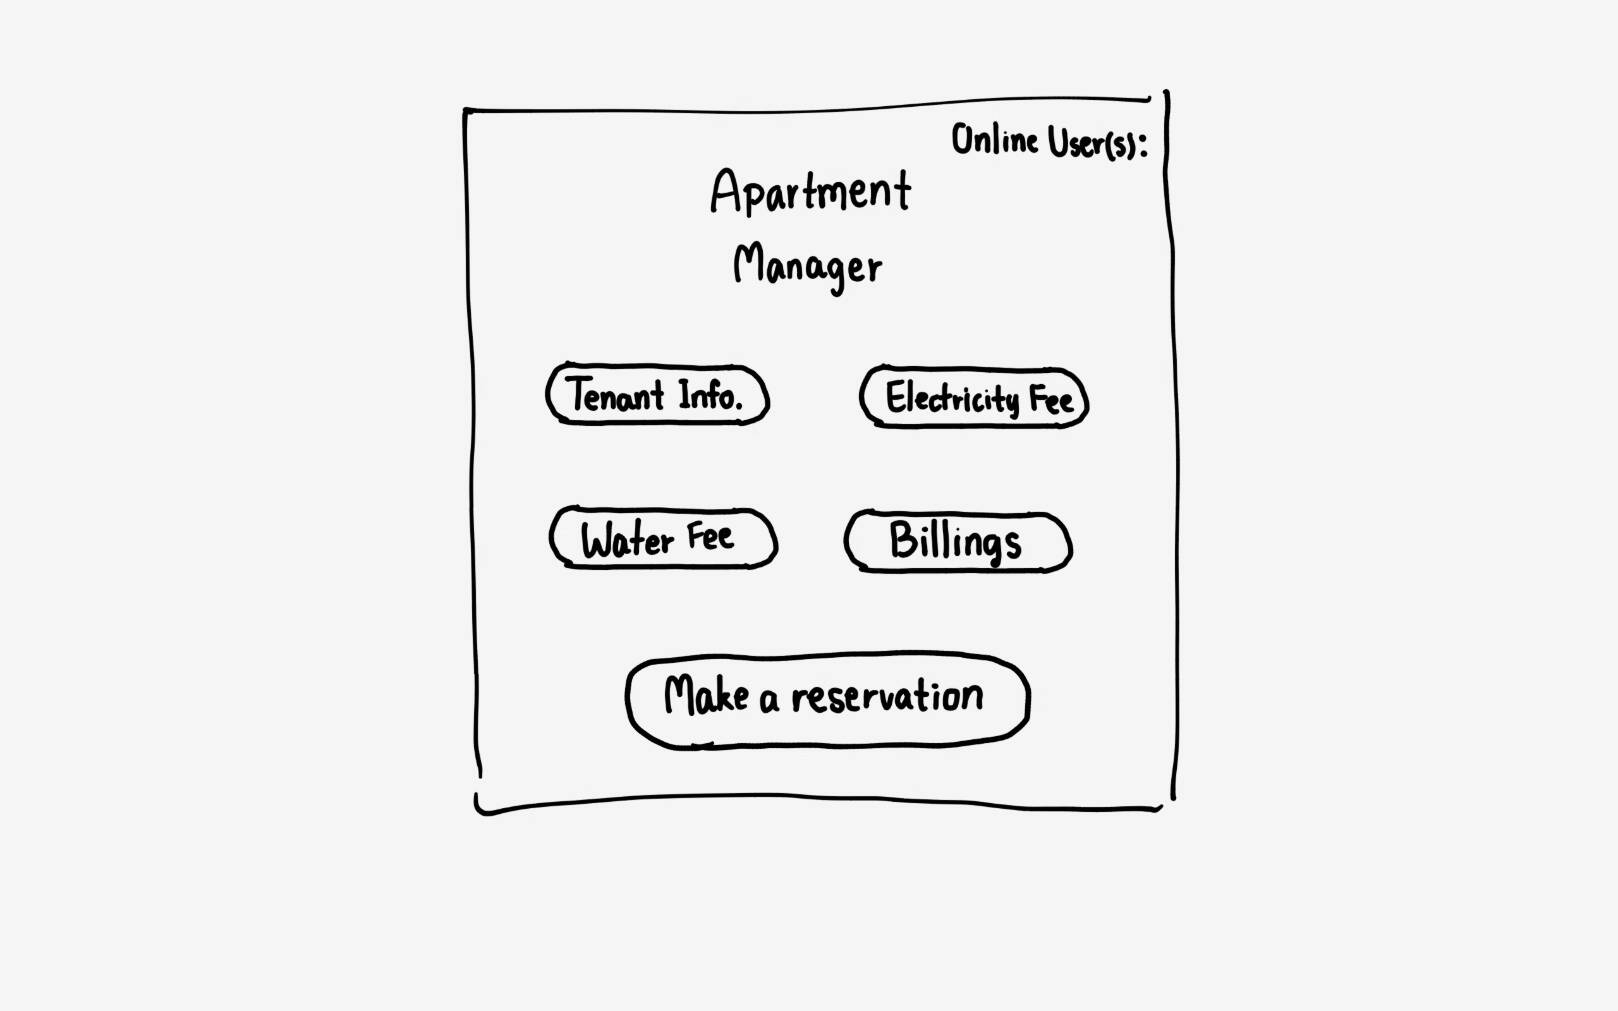 Online User(s):
Apartment
Manager
Tenant Info.
Electricity Fee
Water Fee
Billings
Make a reservation